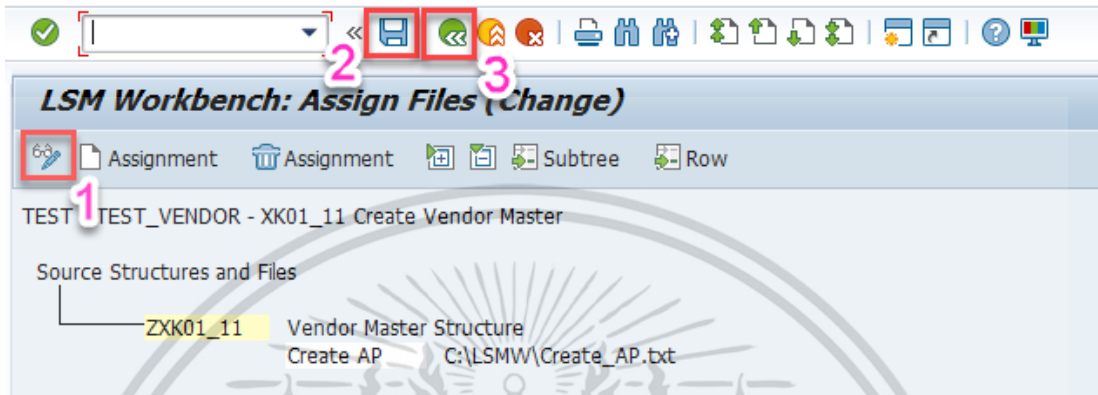 2
3
LSM Workbench: Assign Files (Change)
Assignment Assignment Subtree Row
1
TEST TEST_VENDOR - XK01_11 Create Vendor Master
Source Structures and Files
ZXK01_11 Vendor Master Structure
Create AP C:\LSMW\Create_AP.txt